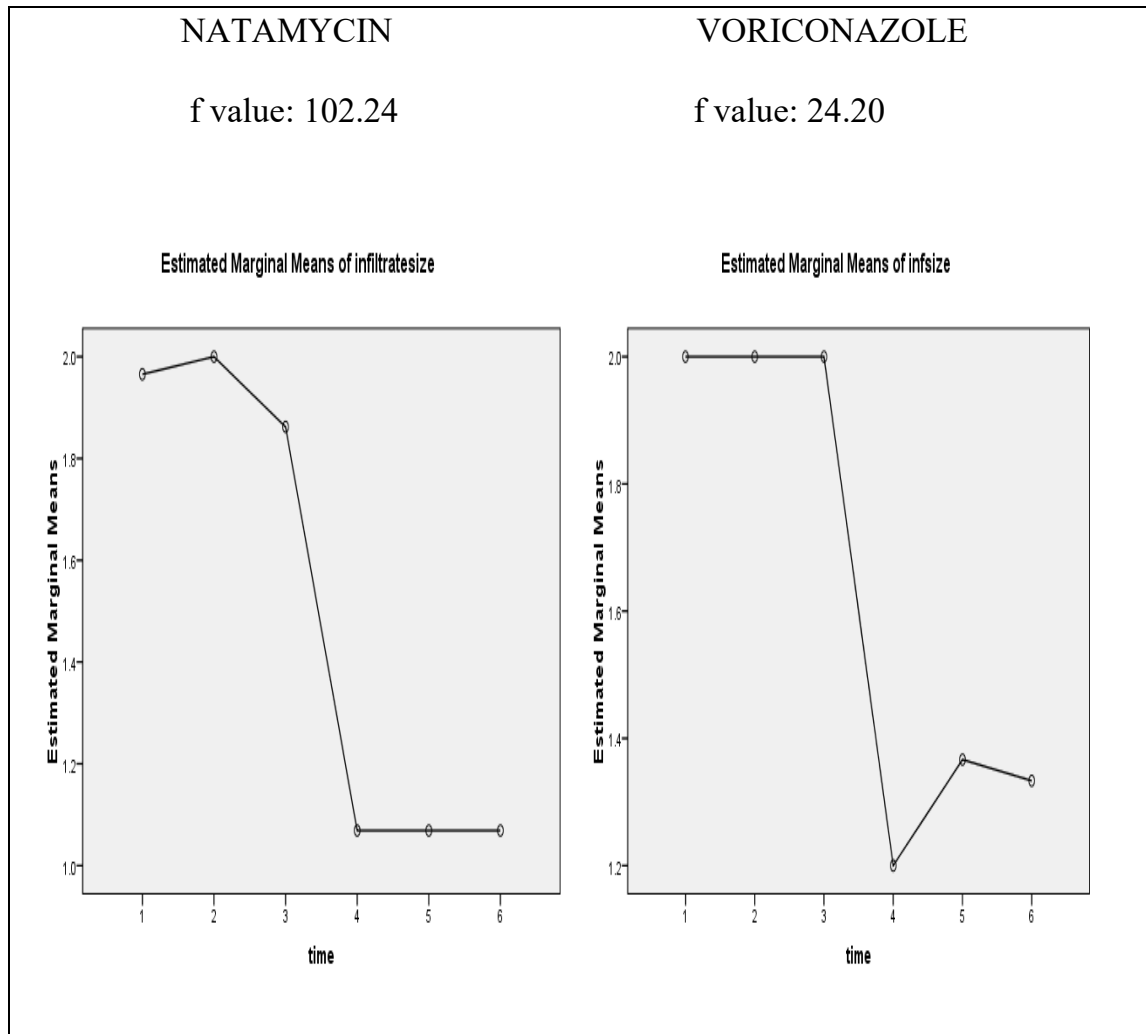 NATAMYCIN
f value: 102.24
Estimated Marginal Means of infiltratesize
Estimated Marginal Means
2.0
1.8
1.6
1.4
1.2
1.0
1 2 3 4 5 6
time
VORICONAZOLE
f value: 24.20
Estimated Marginal Means of infsize
Estimated Marginal Means
2.0
1.8
1.6
1.4
1.2
1 2 3 4 5 6
time